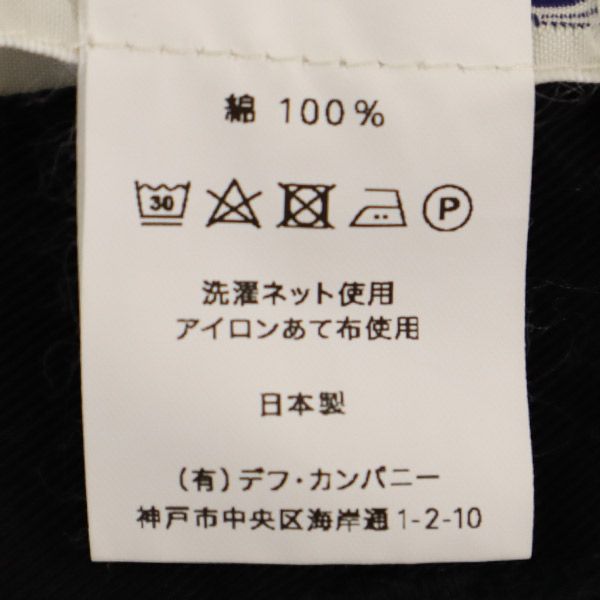 綿 100%
30 P
洗濯ネット使用
アイロンあて布使用
日本製
(有)デフ・カンパニー
神戸市中央区海岸通1-2-10